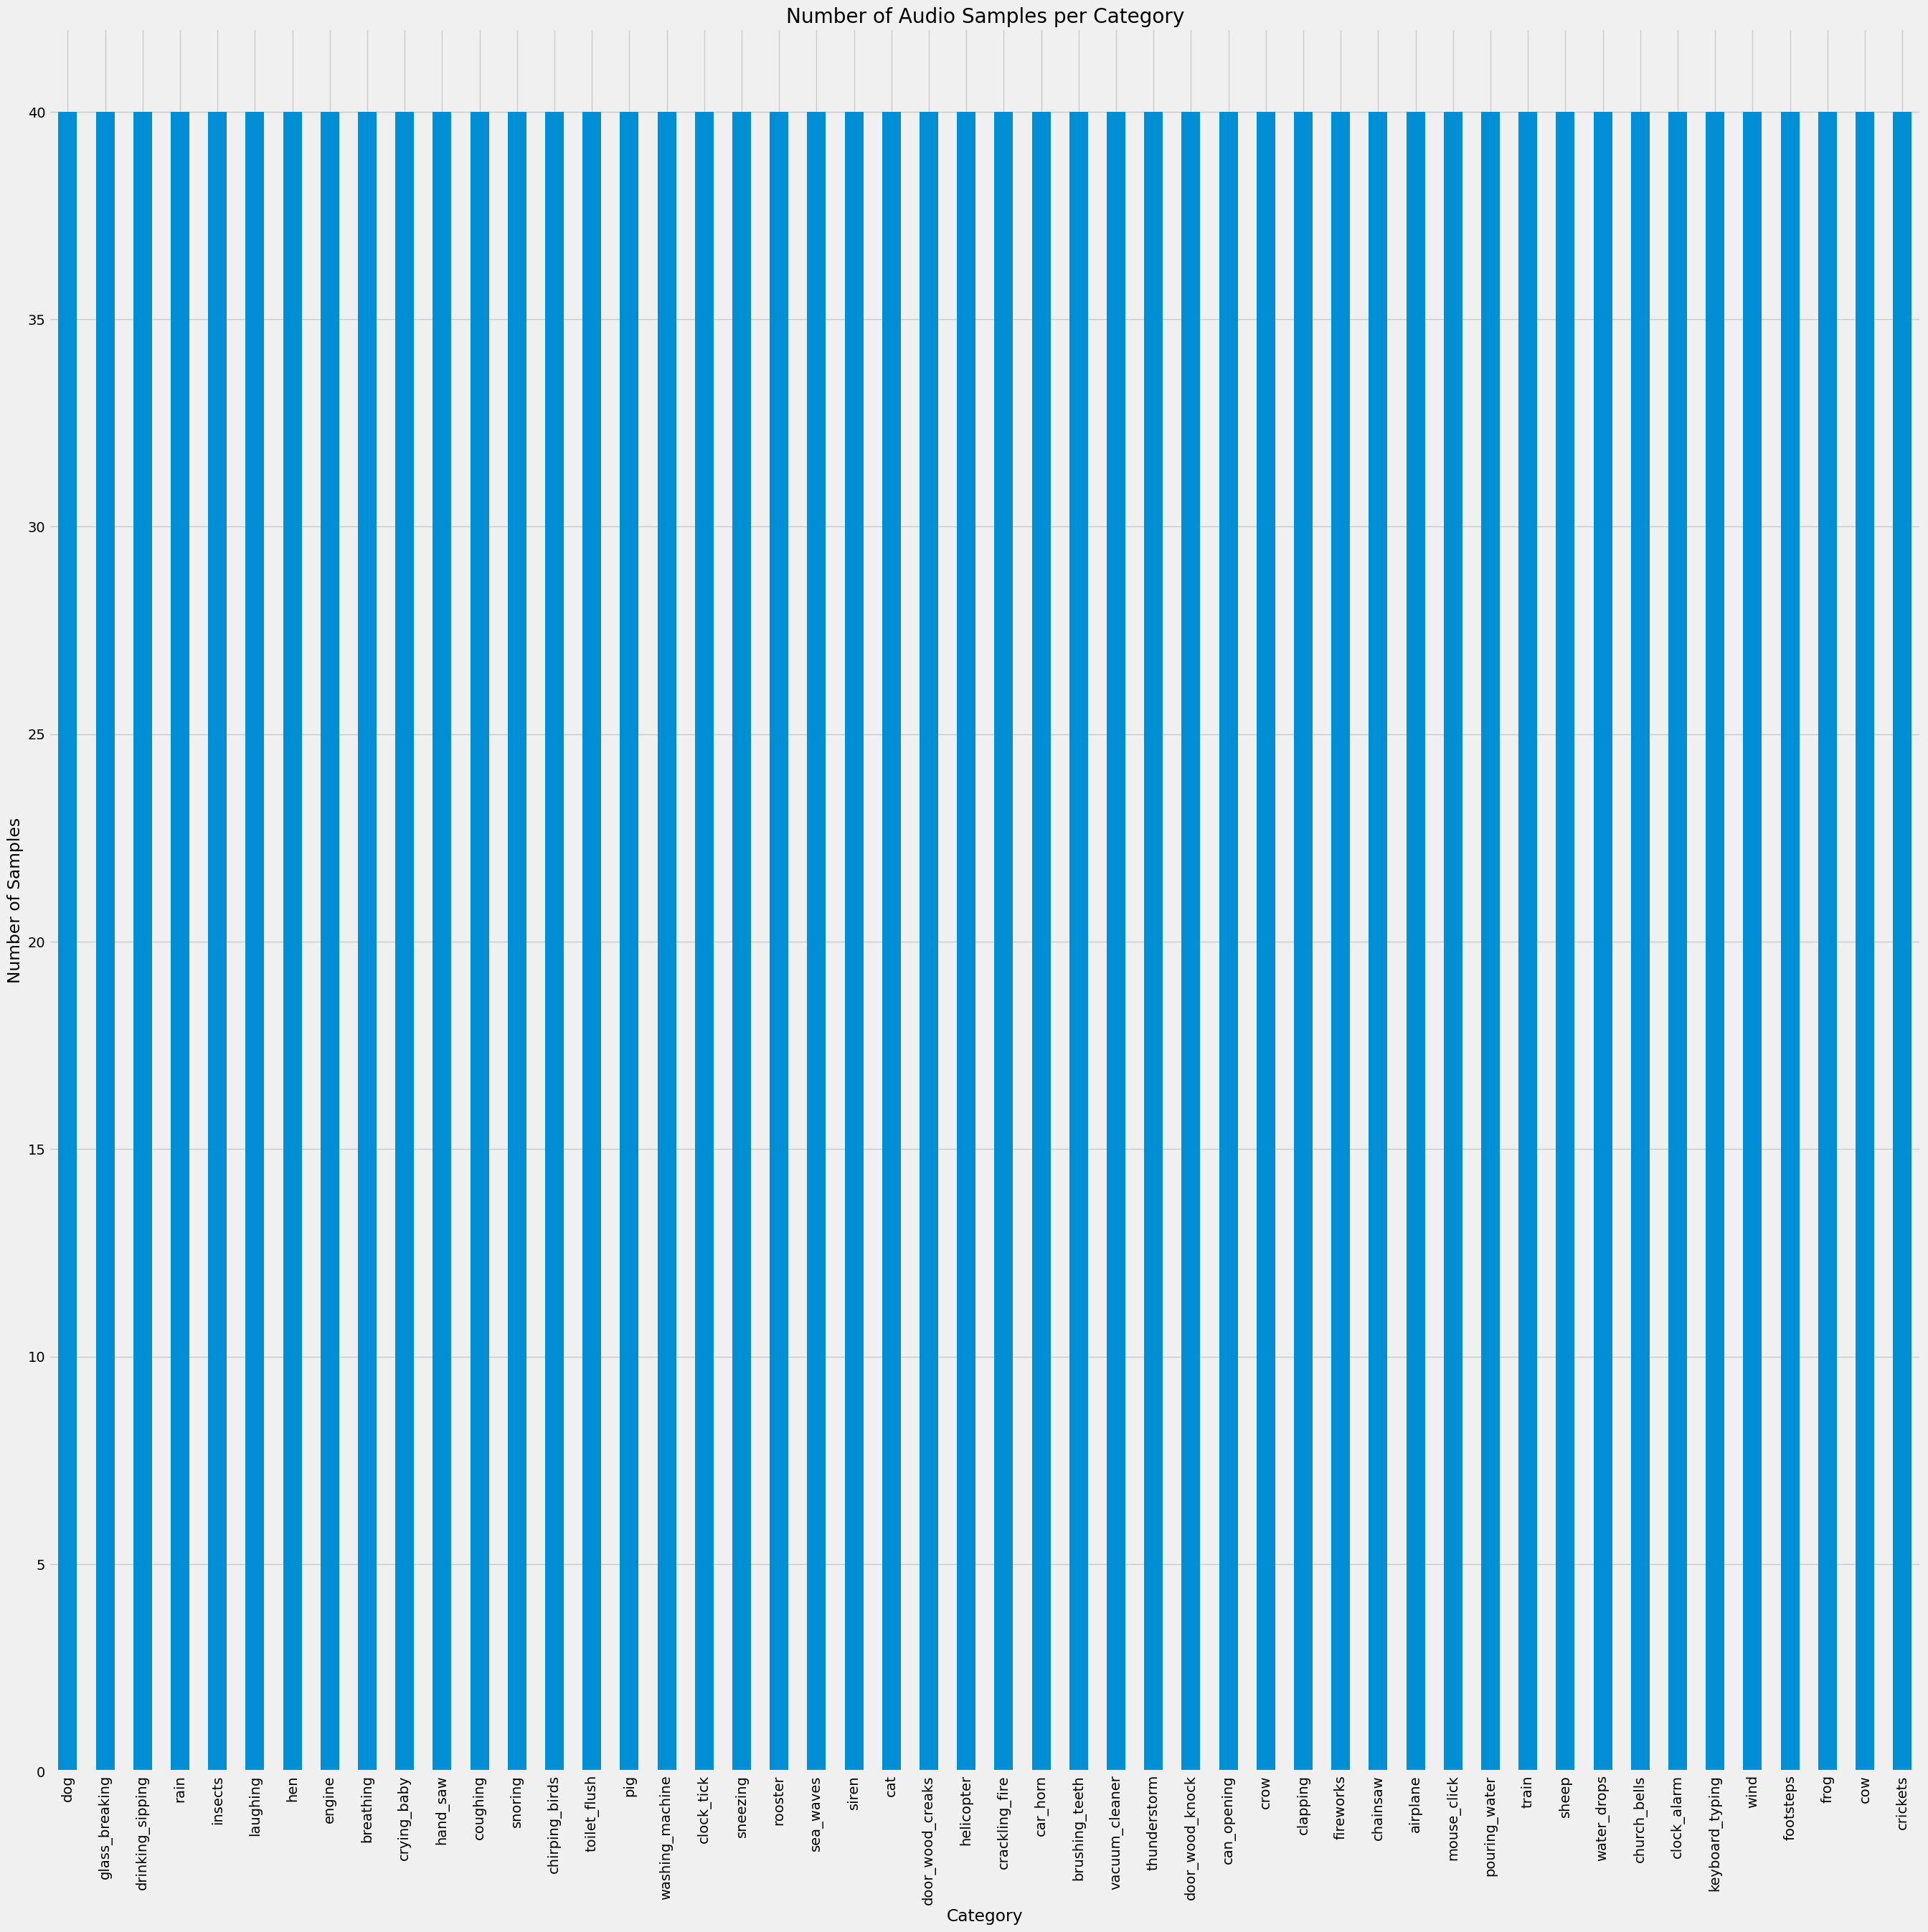 Number of Audio Samples per Category
Number of Samples
40
35
30
25
20
15
10
5
0
dog
glass_breaking
drinking_sipping
rain
insects
laughing
hen
engine
breathing
crying_baby
hand_saw
coughing
snoring
chirping_birds
toilet_flush
pig
washing_machine
clock_tick
sneezing
rooster
sea_waves
siren
cat
door_wood_creaks
helicopter
crackling_fire
car_horn
brushing_teeth
vacuum_cleaner
thunderstorm
door_wood_knock
can_opening
crow
clapping
fireworks
chainsaw
airplane
mouse_click
pouring_water
train
sheep
water_drops
church_bells
clock_alarm
keyboard_typing
wind
footsteps
frog
cow
crickets
Category